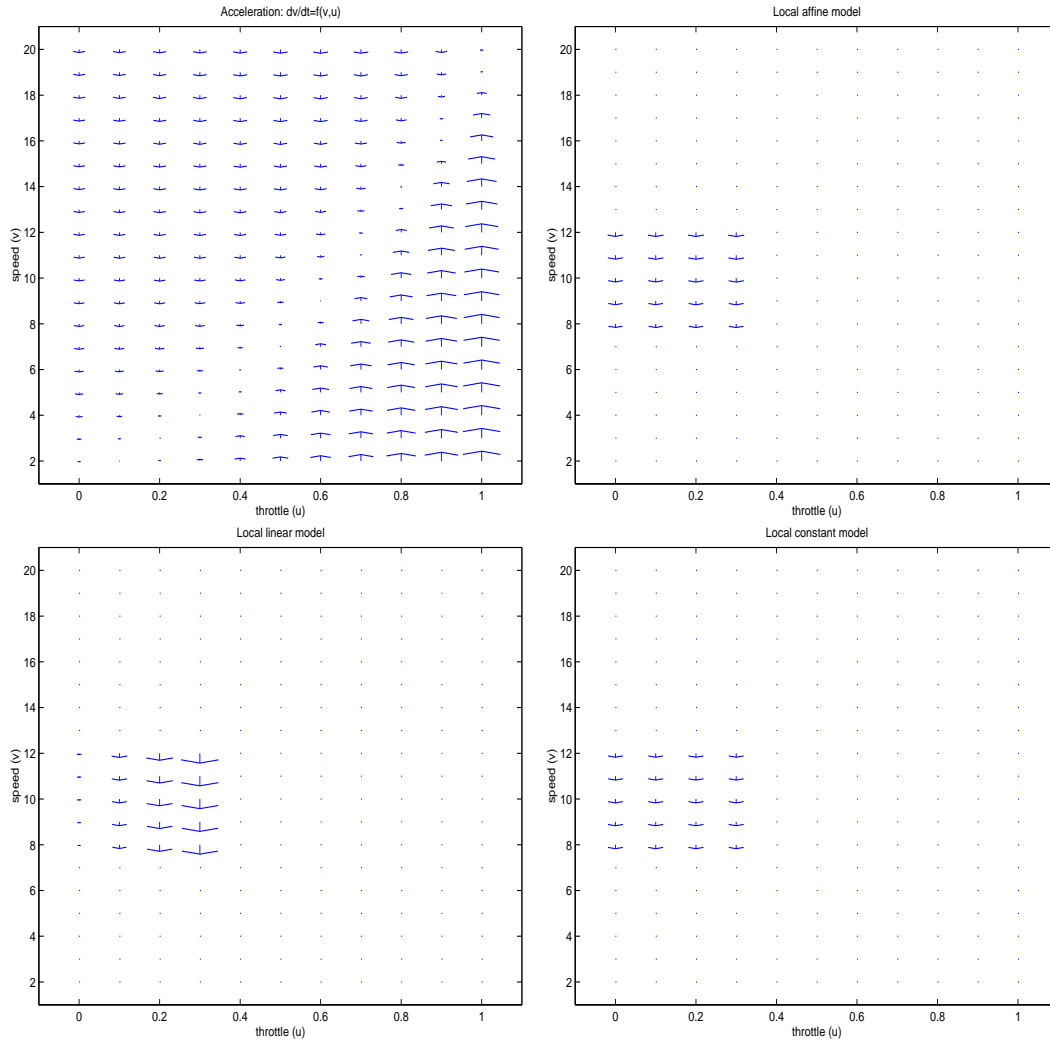 Acceleration: dv/dt=f(v,u)
20
18
16
14
12
10
8
6
4
2
speed (v)
0 0.2 0.4 0.6 0.8 1
throttle (u)
Local affine model
20
18
16
14
12
10
8
6
4
2
speed (v)
0 0.2 0.4 0.6 0.8 1
throttle (u)
Local linear model
20
18
16
14
12
10
8
6
4
2
speed (v)
0 0.2 0.4 0.6 0.8 1
throttle (u)
Local constant model
20
18
16
14
12
10
8
6
4
2
speed (v)
0 0.2 0.4 0.6 0.8 1
throttle (u)